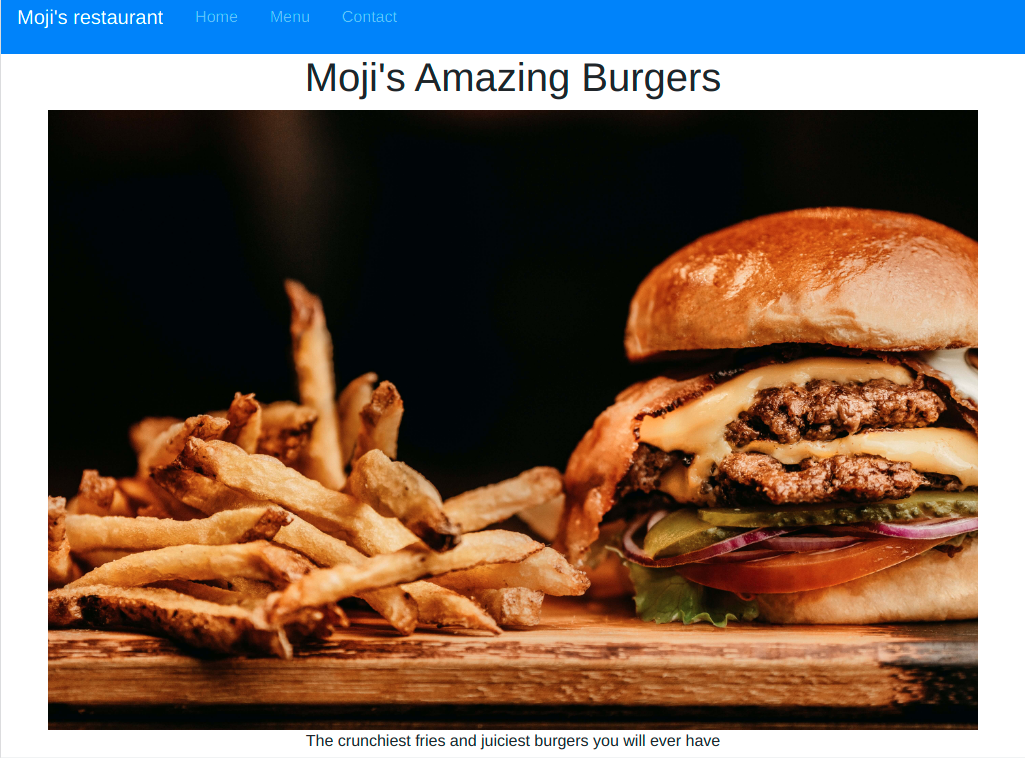 Moji's restaurant Home Menu Contact
Moji's Amazing Burgers
The crunchiest fries and juiciest burgers you will ever have